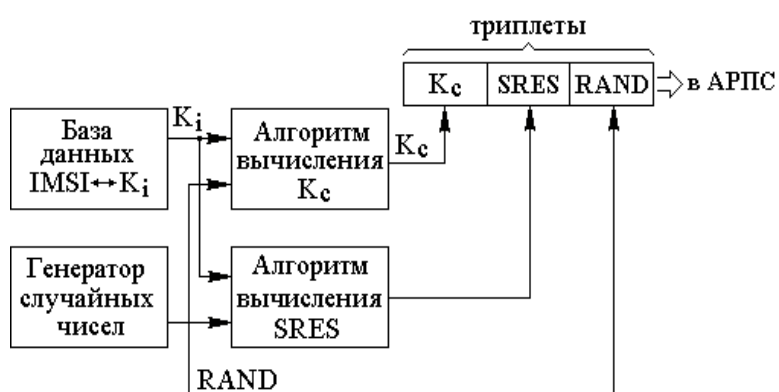 триплеты
Kc SRES RAND в АРПС
База
данных
IMSI↔Ki
Ki
Алгоритм
вычисления
Kc
Kc
Генератор
случайных
чисел
Алгоритм
вычисления
SRES
RAND